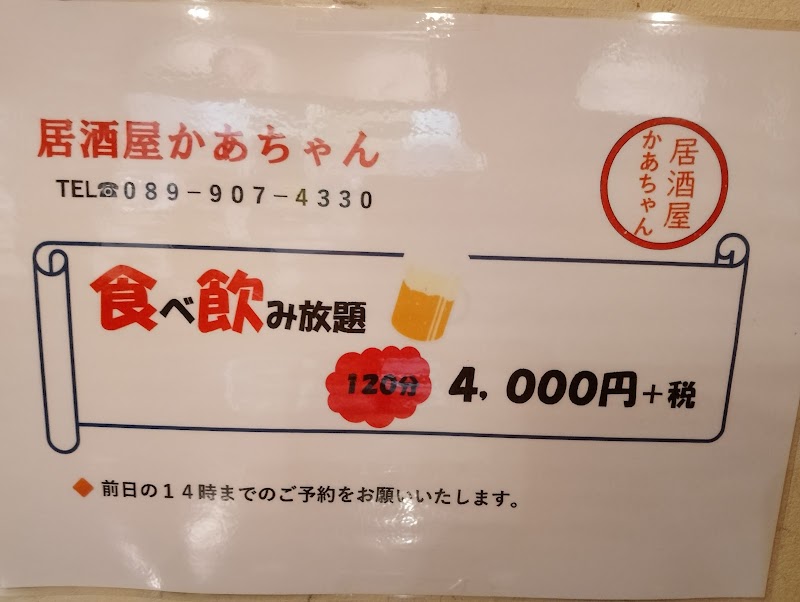 居酒屋かあちゃん
TEL☎089－907－4330
居酒屋
かあちゃん
食べ飲み放題
120分 4，000円＋税
◆前日の14時までのご予約をお願いいたします。